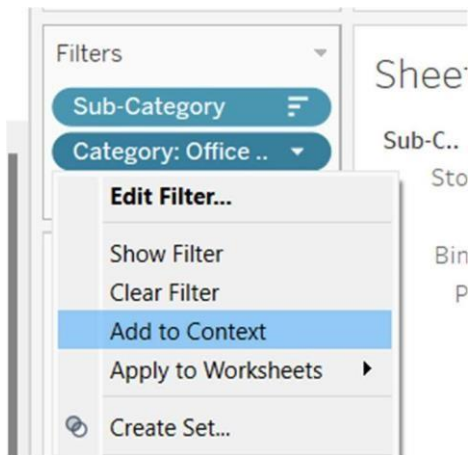 Filters
Sub-Category
Category: Office ..
Edit Filter...
Show Filter
Clear Filter
Add to Context
Apply to Worksheets
Create Set...
Shee
Sub-C..
Sto
Bin
P